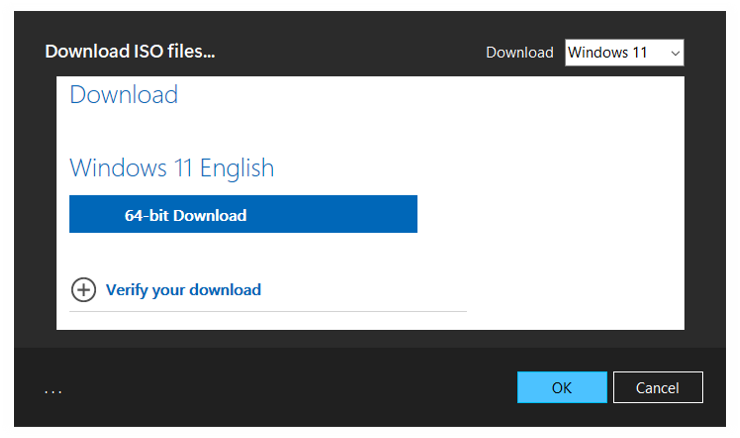 Download ISO files...
Download Windows 11
Download
Windows 11 English
64-bit Download
Verify your download
...
OK Cancel